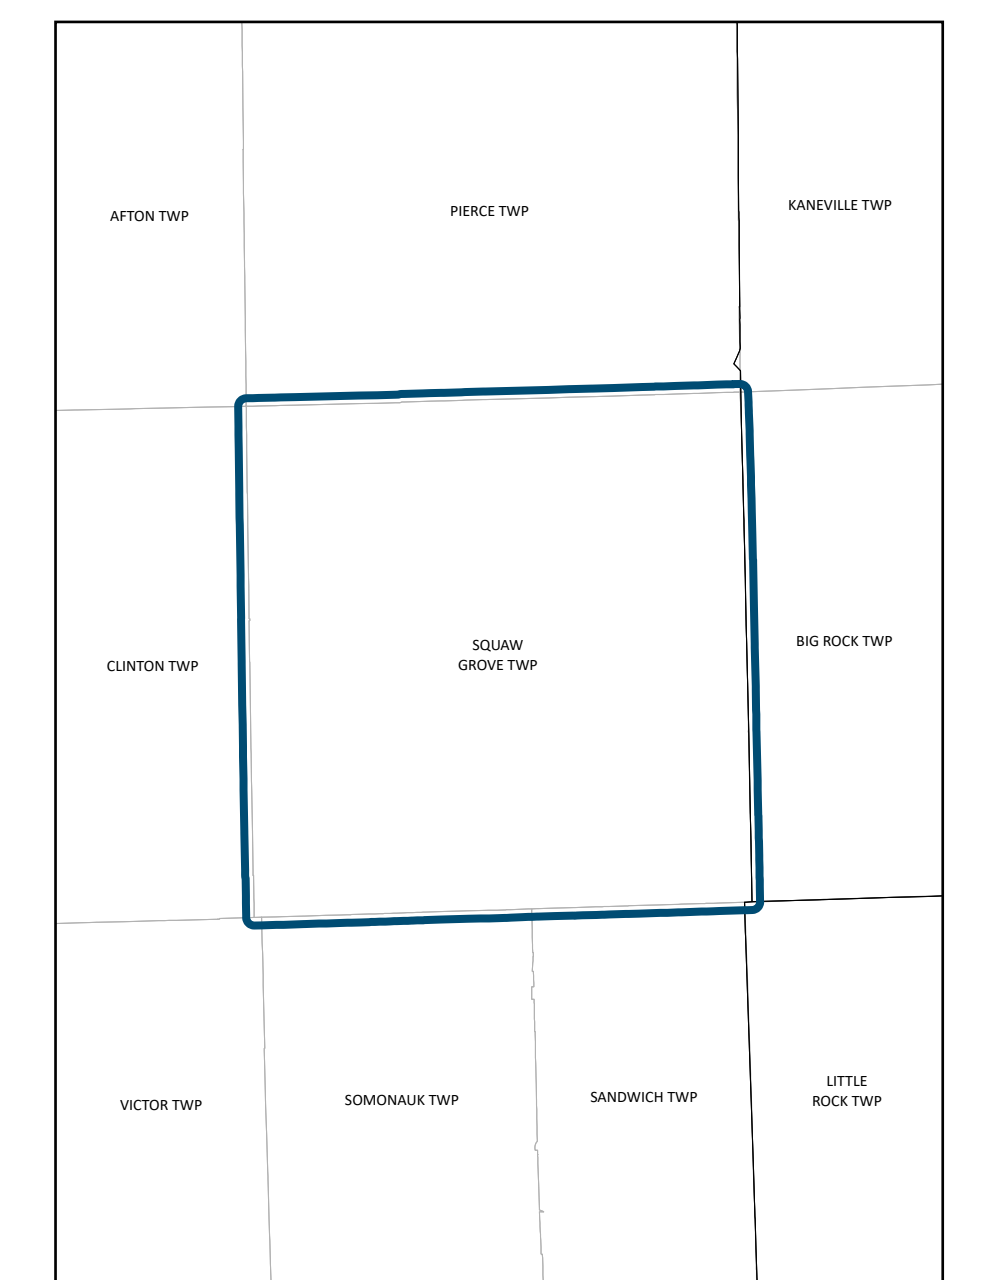 AFTON TWP
PIERCE TWP
KANEVILLE TWP
CLINTON TWP
SQUAW
GROVE TWP
BIG ROCK TWP
VICTOR TWP
SOMONAUK TWP
SANDWICH TWP
LITTLE
ROCK TWP